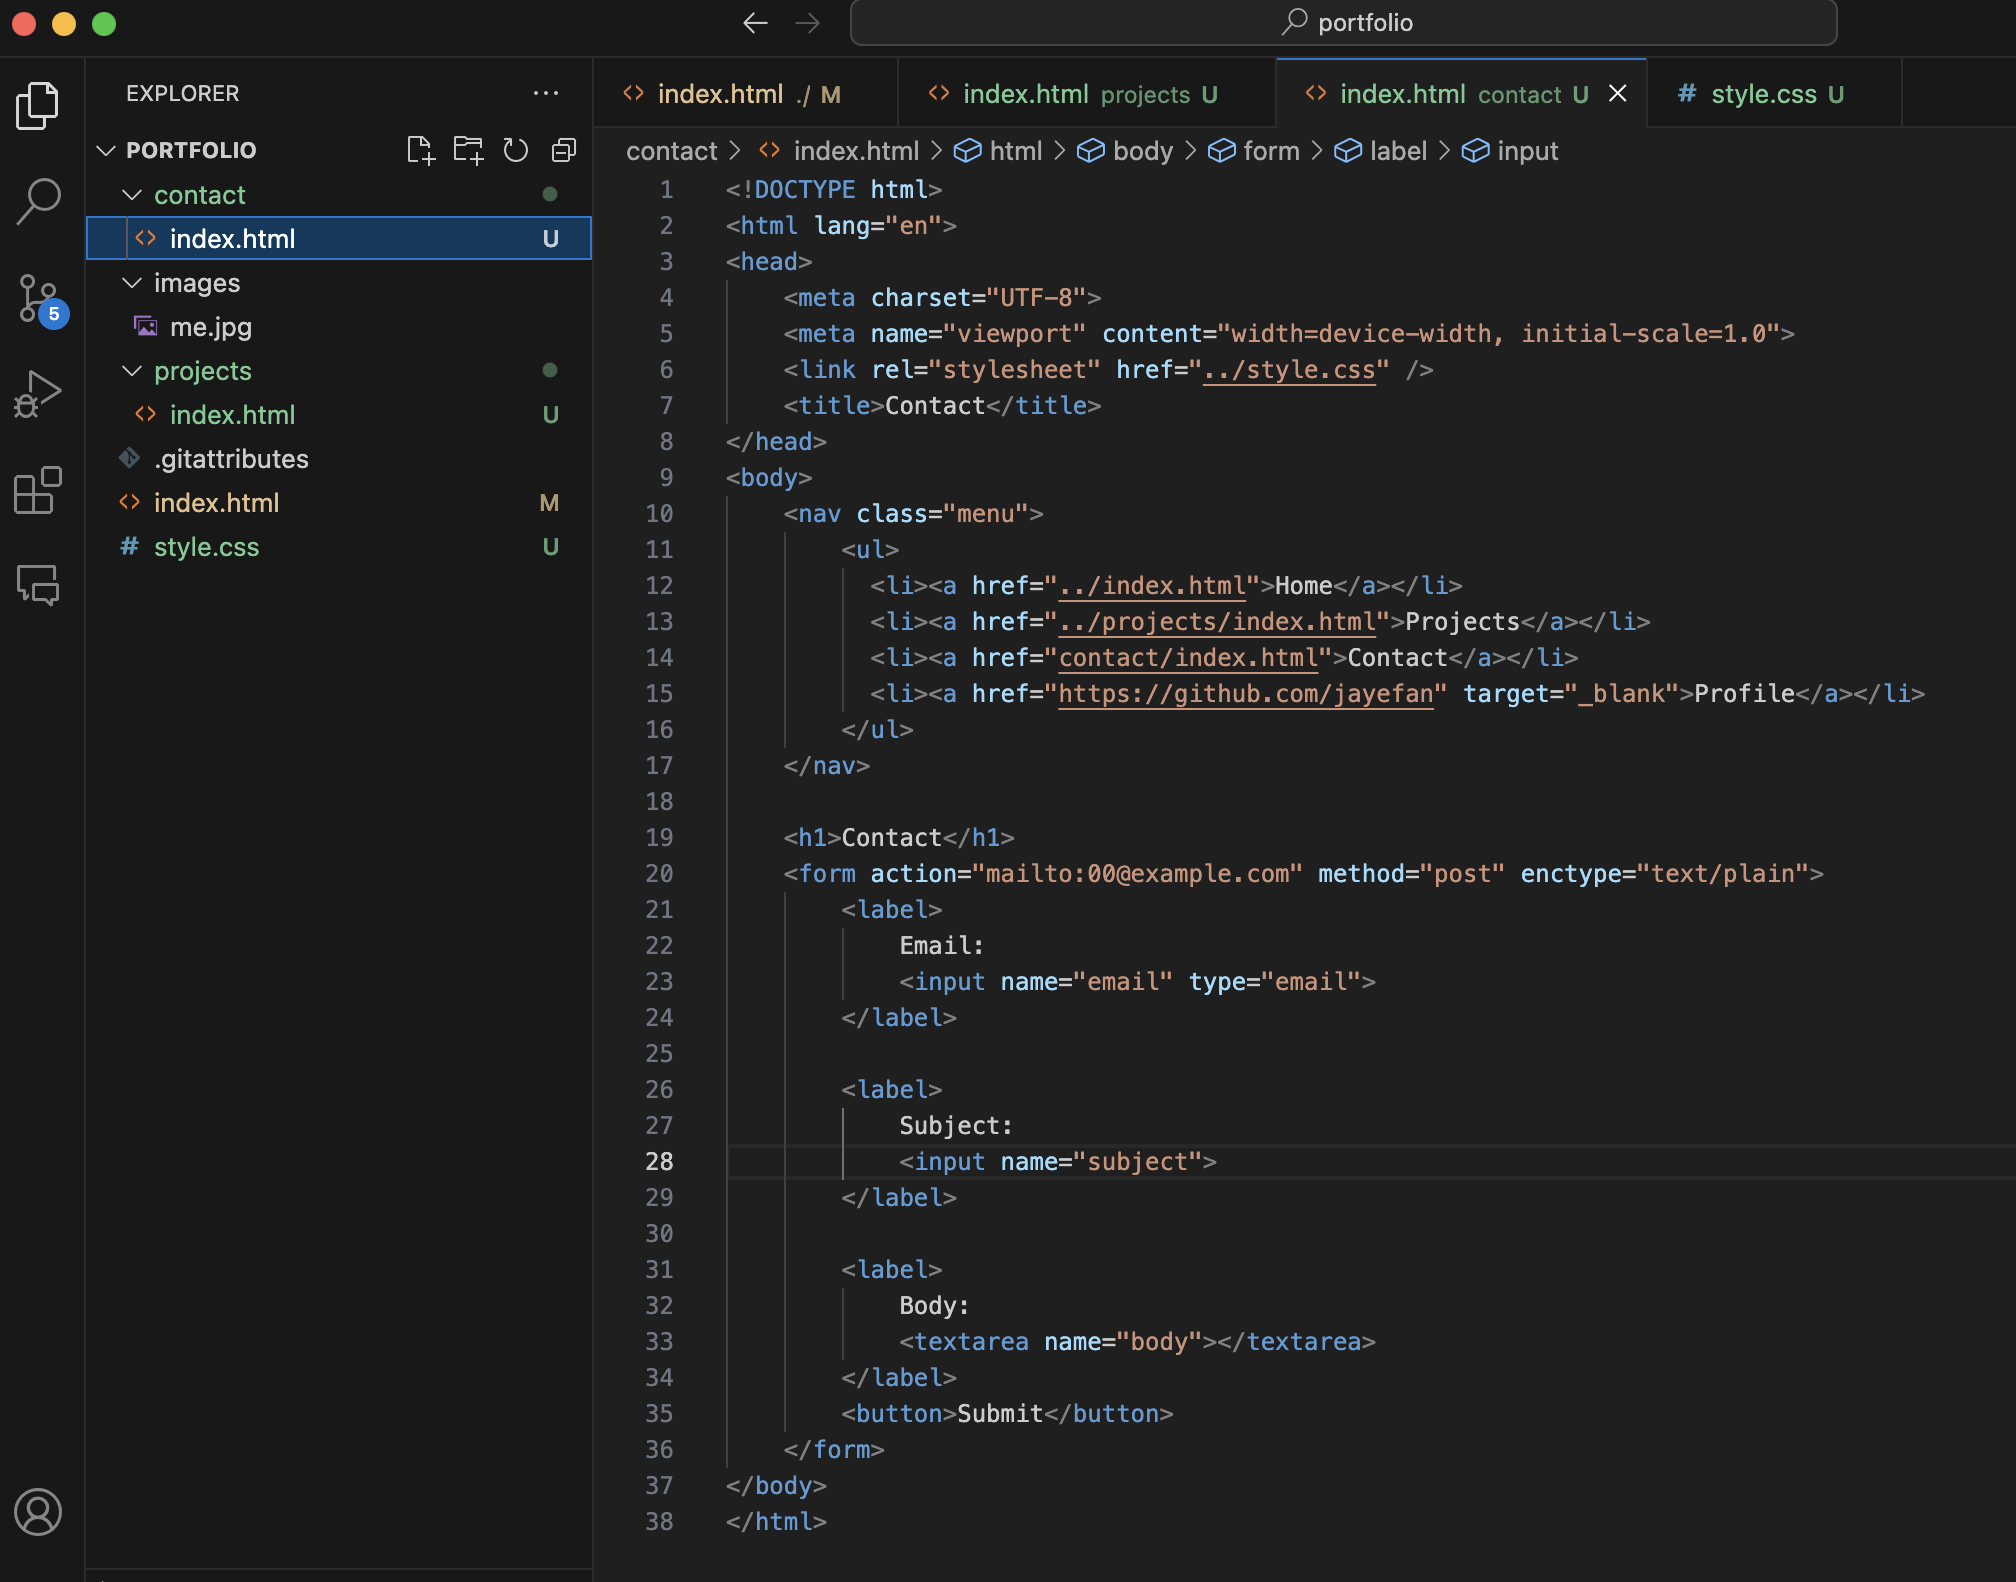 portfolio
EXPLORER
PORTFOLIO
contact
index.html U
images
me.jpg
projects
index.html U
.gitattributes
index.html M
style.css U
5
index.html ./ M
index.html projects U
index.html contact U
style.css U
contact > index.html > html > body > form > label > input
1 <!DOCTYPE html>
2 <html lang="en">
3 <head>
4 <meta charset="UTF-8">
5 <meta name="viewport" content="width=device-width, initial-scale=1.0">
6 <link rel="stylesheet" href="../style.css" />
7 <title>Contact</title>
8 </head>
9 <body>
10 <nav class="menu">
11 <ul>
12 <li><a href="../index.html">Home</a></li>
13 <li><a href="../projects/index.html">Projects</a></li>
14 <li><a href="contact/index.html">Contact</a></li>
15 <li><a href="https://github.com/jayefan" target="_blank">Profile</a></li>
16 </ul>
17 </nav>
18
19 <h1>Contact</h1>
20 <form action="mailto:00@example.com" method="post" enctype="text/plain">
21 <label>
22 Email:
23 <input name="email" type="email">
24 </label>
25
26 <label>
27 Subject:
28 <input name="subject">
29 </label>
30
31 <label>
32 Body:
33 <textarea name="body"></textarea>
34 </label>
35 <button>Submit</button>
36 </form>
37 </body>
38 </html>